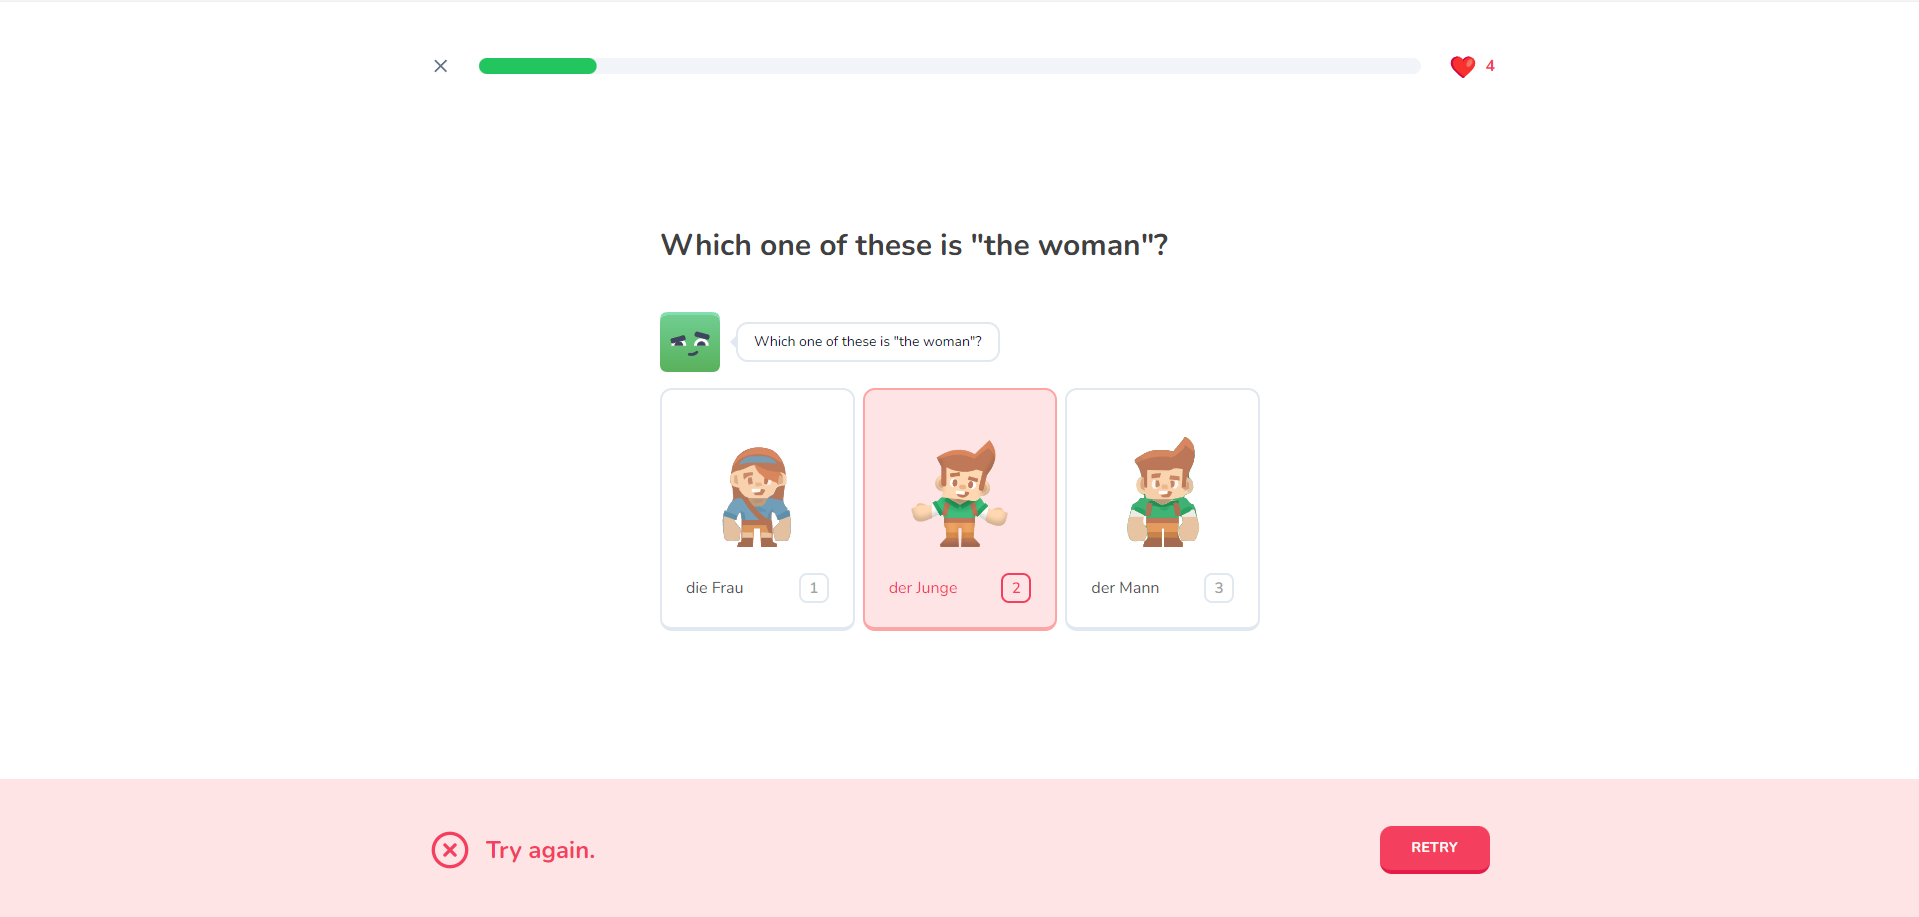 4
Which one of these is "the woman"?
Which one of these is "the woman"?
die Frau 1
der Junge 2
der Mann 3
Try again.
RETRY